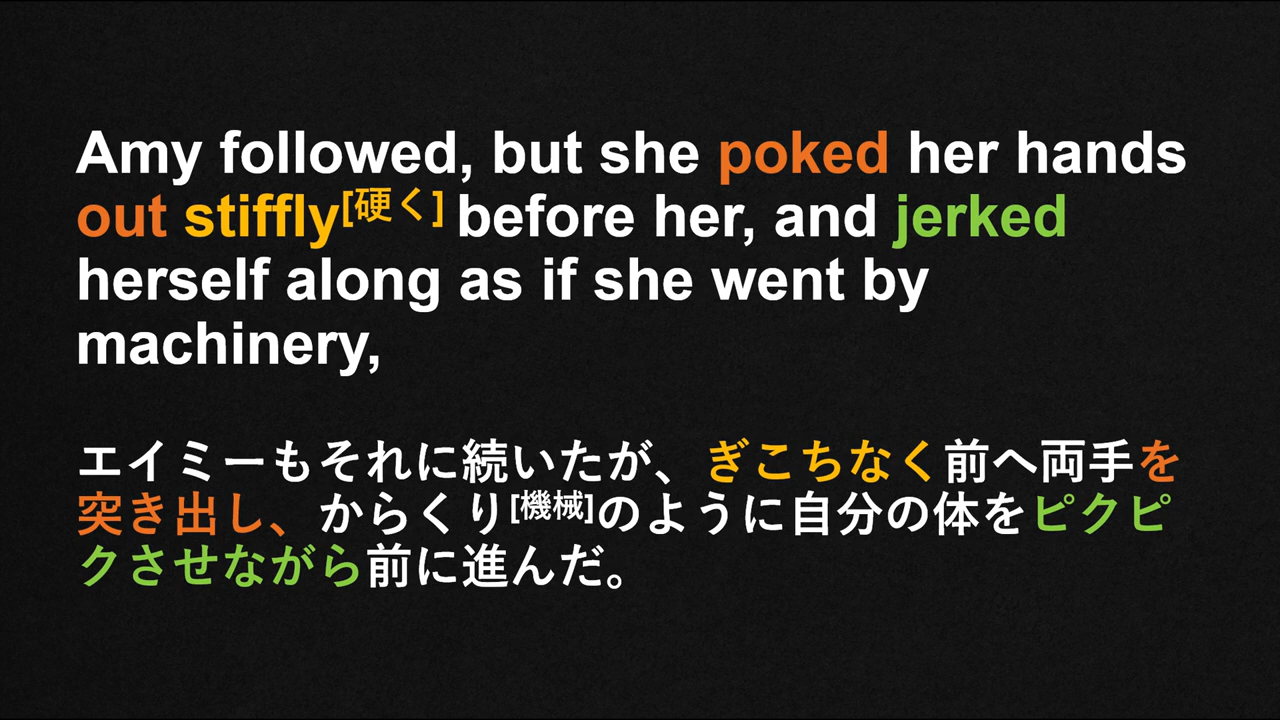 Amy followed, but she poked her hands
out stiffly[硬く] before her, and jerked
herself along as if she went by
machinery,
エイミーもそれに続いたが、ぎこちなく前へ両手を
突き出し、からくり[機械]のように自分の体をピクピ
クさせながら前に進んだ。